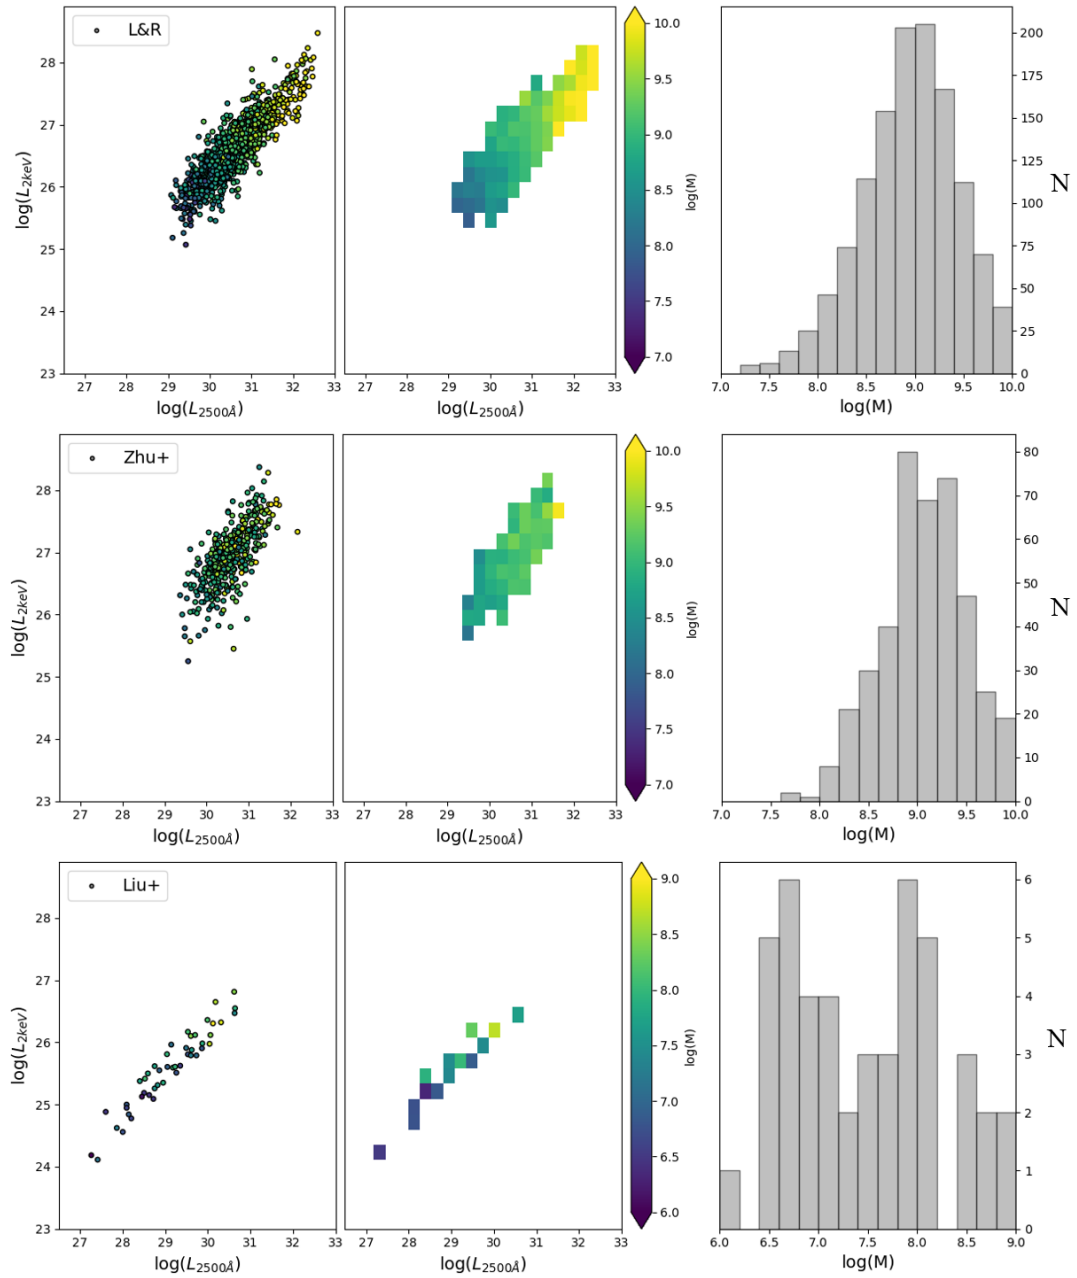 L&R
28
27
26
25
24
23
log(L2keV)
27 28 29 30 31 32 33
log(L2500Å)
27 28 29 30 31 32 33
log(L2500Å)
10.0
9.5
9.0
8.5
8.0
7.5
7.0
log(M)
200
175
150
125
100
75
50
25
0
N
7.0 7.5 8.0 8.5 9.0 9.5 10.0
log(M)
Zhu+
28
27
26
25
24
23
log(L2keV)
27 28 29 30 31 32 33
log(L2500Å)
27 28 29 30 31 32 33
log(L2500Å)
10.0
9.5
9.0
8.5
8.0
7.5
7.0
log(M)
80
70
60
50
40
30
20
10
0
N
7.0 7.5 8.0 8.5 9.0 9.5 10.0
log(M)
Liu+
28
27
26
25
24
23
log(L2keV)
27 28 29 30 31 32 33
log(L2500Å)
27 28 29 30 31 32 33
log(L2500Å)
9.0
8.5
8.0
7.5
7.0
6.5
6.0
log(M)
6
5
4
3
2
1
0
N
6.0 6.5 7.0 7.5 8.0 8.5 9.0
log(M)